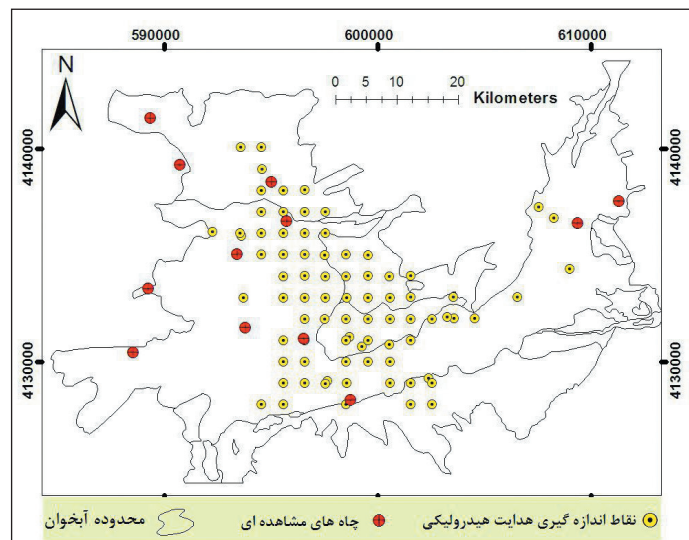 590000 600000 610000
N
0 5 10 20
Kilometers
4140000 4140000
4130000 4130000
نقاط اندازه گیری هدایت هیدرولیکی چاه های مشاهده ای محدوده آبخوان